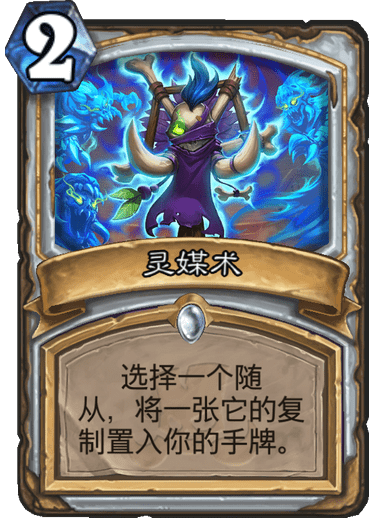 2
灵媒术
选择一个随
从，将一张它的复
制置入你的手牌。